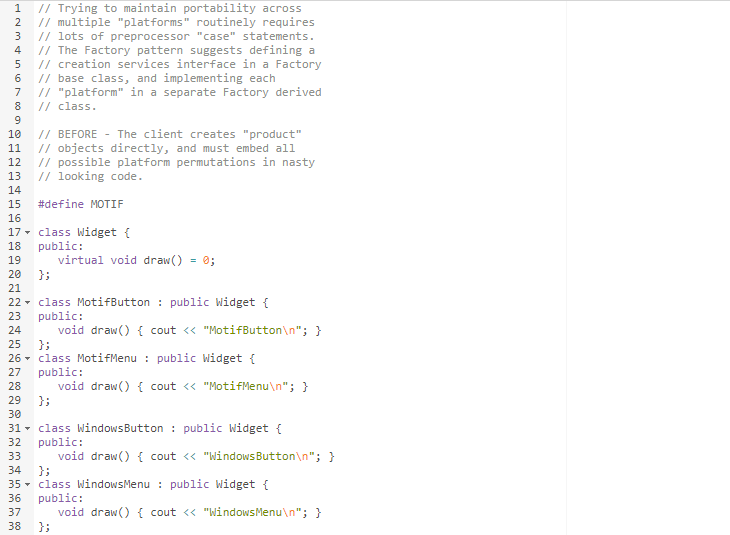 1 // Trying to maintain portability across
2 // multiple "platforms" routinely requires
3 // lots of preprocessor "case" statements.
4 // The Factory pattern suggests defining a
5 // creation services interface in a Factory
6 // base class, and implementing each
7 // "platform" in a separate Factory derived
8 // class.
9
10 // BEFORE - The client creates "product"
11 // objects directly, and must embed all
12 // possible platform permutations in nasty
13 // looking code.
14
15 #define MOTIF
16
17 class Widget {
18 public:
19    virtual void draw() = 0;
20 };
21
22 class MotifButton : public Widget {
23 public:
24    void draw() { cout << "MotifButton\n"; }
25 };
26 class MotifMenu : public Widget {
27 public:
28    void draw() { cout << "MotifMenu\n"; }
29 };
30
31 class WindowsButton : public Widget {
32 public:
33    void draw() { cout << "WindowsButton\n"; }
34 };
35 class WindowsMenu : public Widget {
36 public:
37    void draw() { cout << "WindowsMenu\n"; }
38 };